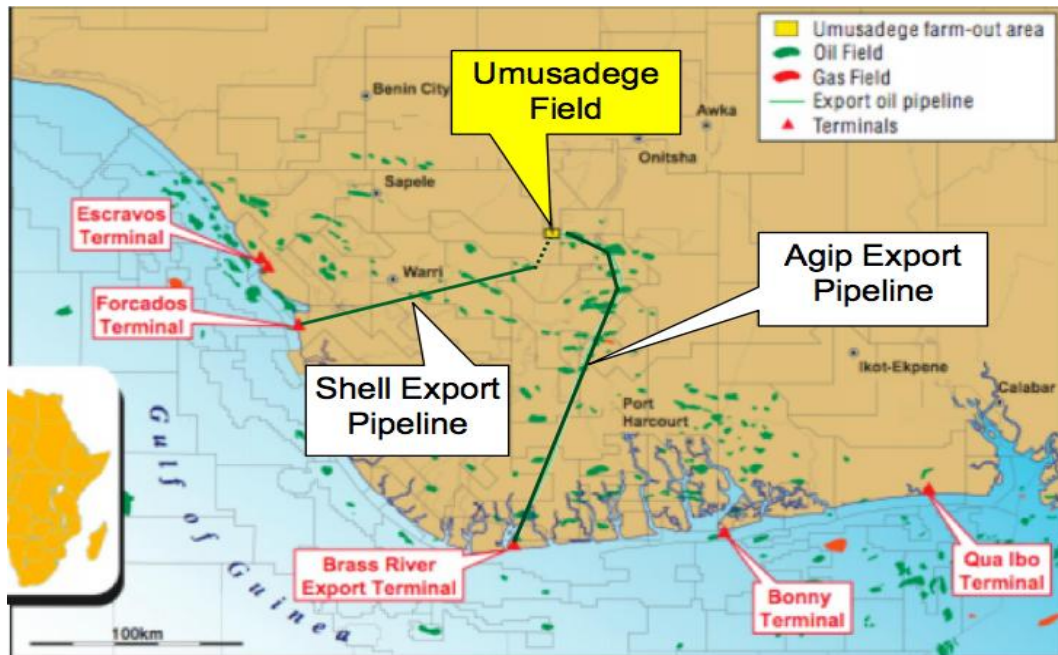 Umusadege farm-out area
Oil Field
Gas Field
Export oil pipeline
Terminals
Umusadege
Field
Benin City
Awka
Onitsha
Sapele
Escravos
Terminal
Warri
Agip Export
Pipeline
Forcados
Terminal
Shell Export
Pipeline
Ikot-Ekpene
Calabar
Port
Harcourt
Gulf of Guinea
Brass River
Export Terminal
Bonny
Terminal
Qua Ibo
Terminal
100km